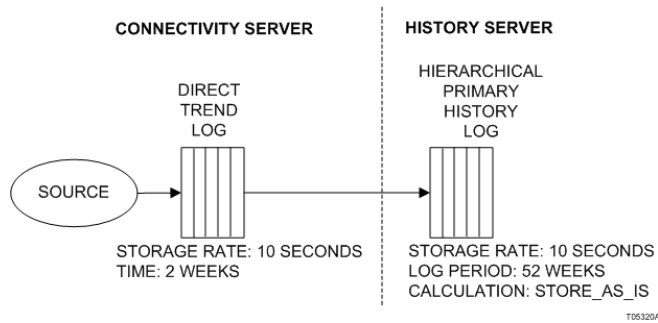 CONNECTIVITY SERVER
HISTORY SERVER
DIRECT
TREND
LOG
HIERARCHICAL
PRIMARY
HISTORY
LOG
SOURCE
STORAGE RATE: 10 SECONDS
TIME: 2 WEEKS
STORAGE RATE: 10 SECONDS
LOG PERIOD: 52 WEEKS
CALCULATION: STORE_AS_IS
T05320A